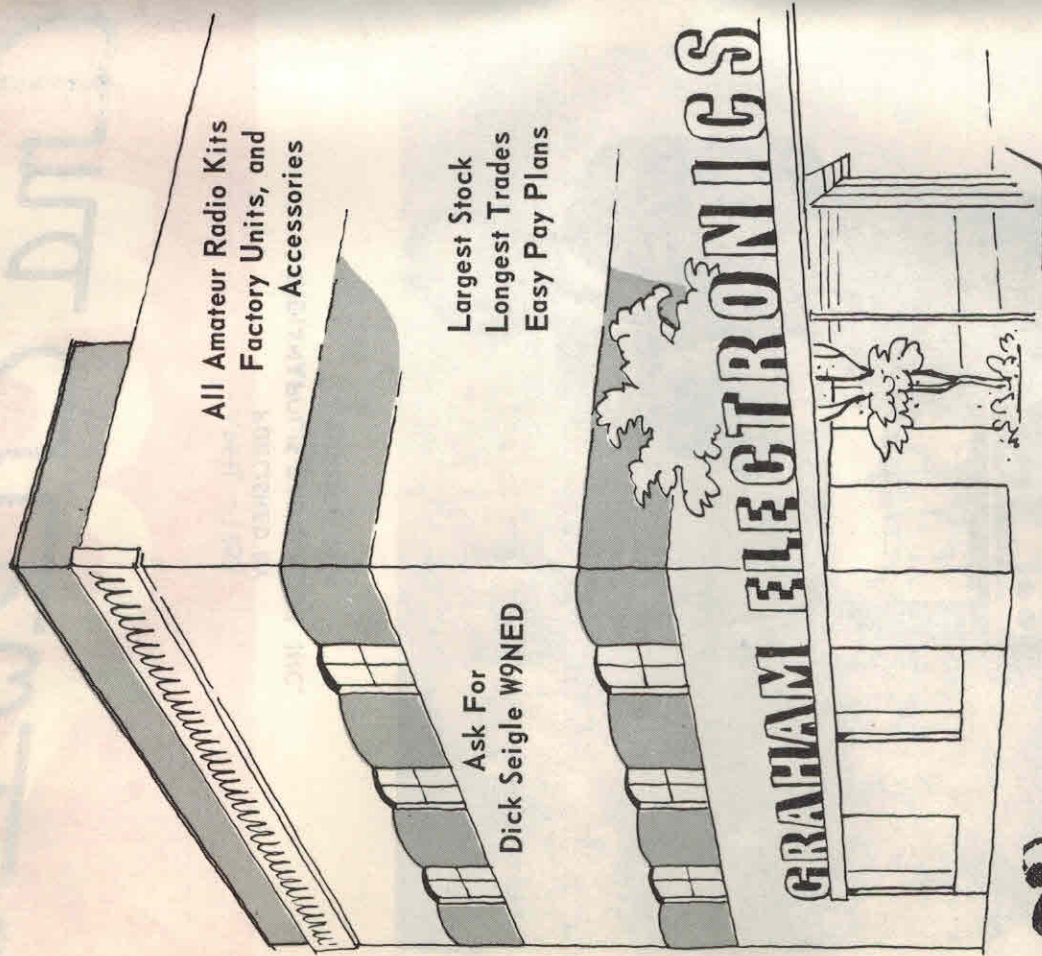 All Amateur Radio Kits
Factory Units, and
Accessories
Largest Stock
Longest Trades
Easy Pay Plans
Ask For
Dick Seigle W9NED
GRAHAM ELECTRONICS